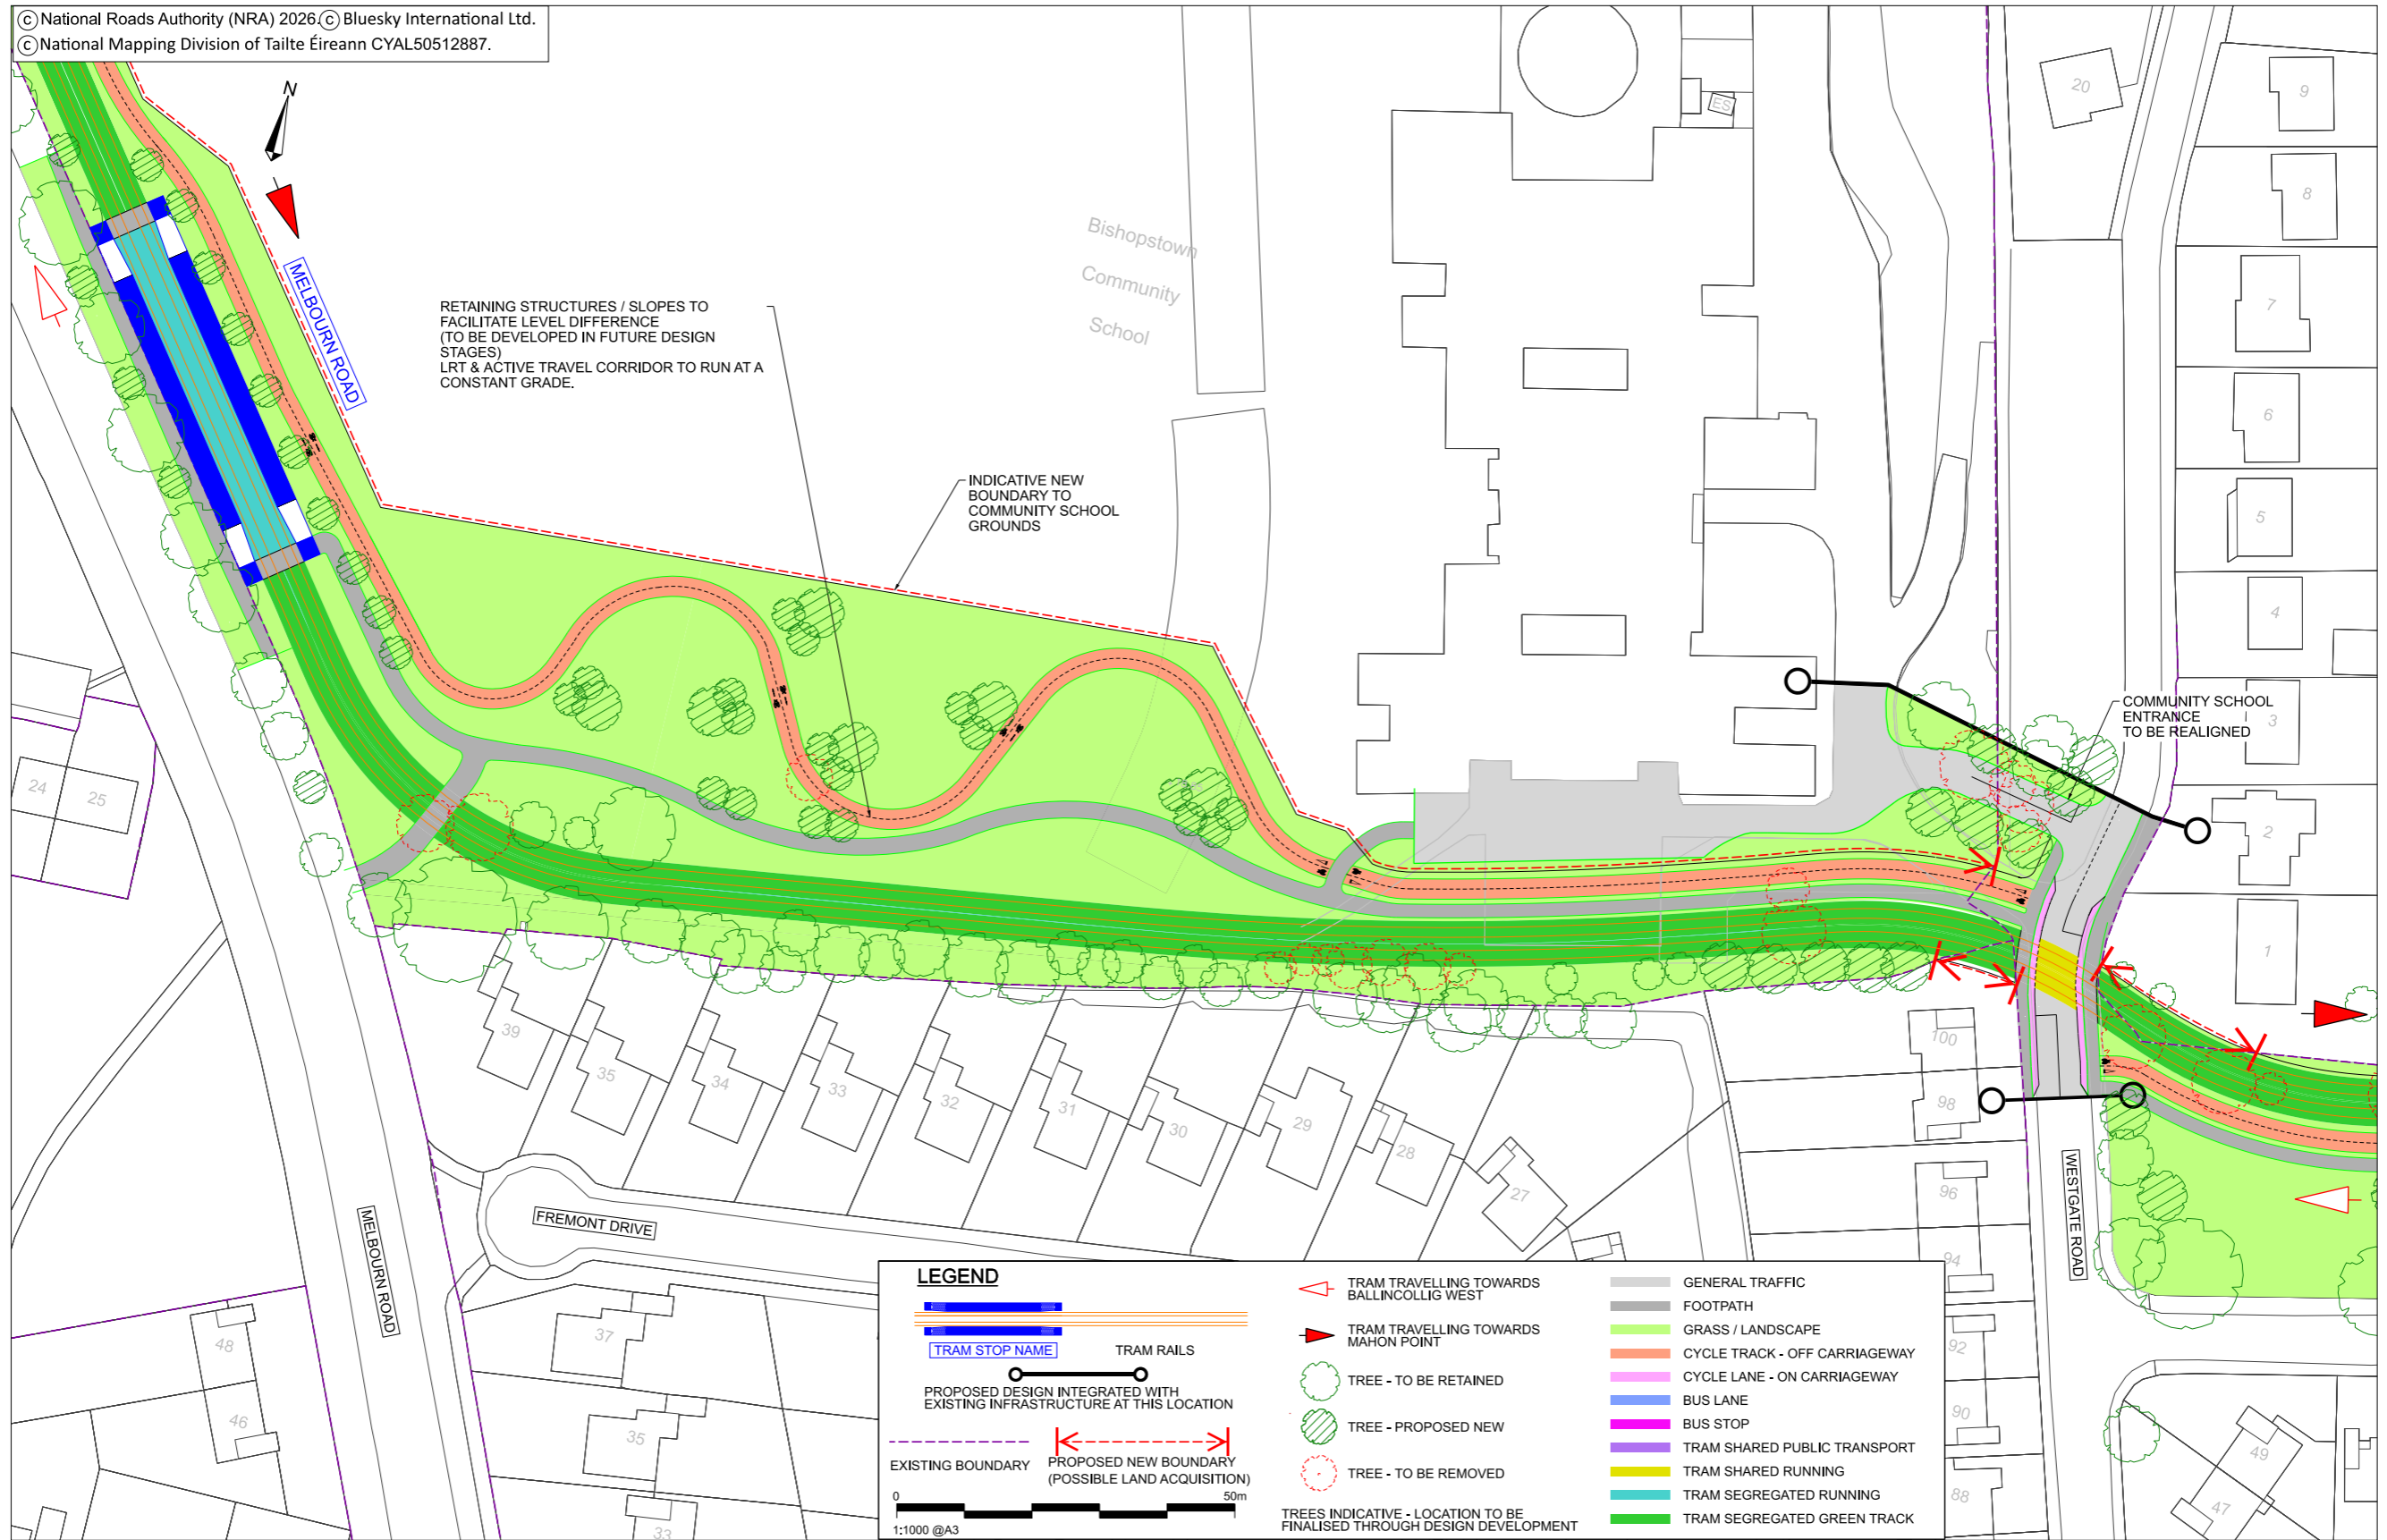 © National Roads Authority (NRA) 2026. © Bluesky International Ltd.
© National Mapping Division of Tailte Éireann CYAL50512887.
N
MELBOURN ROAD
RETAINING STRUCTURES / SLOPES TO
FACILITATE LEVEL DIFFERENCE
(TO BE DEVELOPED IN FUTURE DESIGN
STAGES)
LRT & ACTIVE TRAVEL CORRIDOR TO RUN AT A
CONSTANT GRADE.
INDICATIVE NEW
BOUNDARY TO
COMMUNITY SCHOOL
GROUNDS
Bishopstown
Community
School
ES
20
9
8
7
6
5
4
3
2
1
COMMUNITY SCHOOL
ENTRANCE
TO BE REALIGNED
24
25
39
35
34
33
32
31
30
29
28
27
100
98
96
94
92
90
88
49
47
48
46
37
35
33
MELBOURN ROAD
FREMONT DRIVE
WESTGATE ROAD
LEGEND
TRAM STOP NAME
TRAM RAILS
PROPOSED DESIGN INTEGRATED WITH
EXISTING INFRASTRUCTURE AT THIS LOCATION
EXISTING BOUNDARY
PROPOSED NEW BOUNDARY
(POSSIBLE LAND ACQUISITION)
0
50m
1:1000 @A3
TRAM TRAVELLING TOWARDS
BALLINCOLLIG WEST
TRAM TRAVELLING TOWARDS
MAHON POINT
TREE - TO BE RETAINED
TREE - PROPOSED NEW
TREE - TO BE REMOVED
TREES INDICATIVE - LOCATION TO BE
FINALISED THROUGH DESIGN DEVELOPMENT
GENERAL TRAFFIC
FOOTPATH
GRASS / LANDSCAPE
CYCLE TRACK - OFF CARRIAGEWAY
CYCLE LANE - ON CARRIAGEWAY
BUS LANE
BUS STOP
TRAM SHARED PUBLIC TRANSPORT
TRAM SHARED RUNNING
TRAM SEGREGATED RUNNING
TRAM SEGREGATED GREEN TRACK